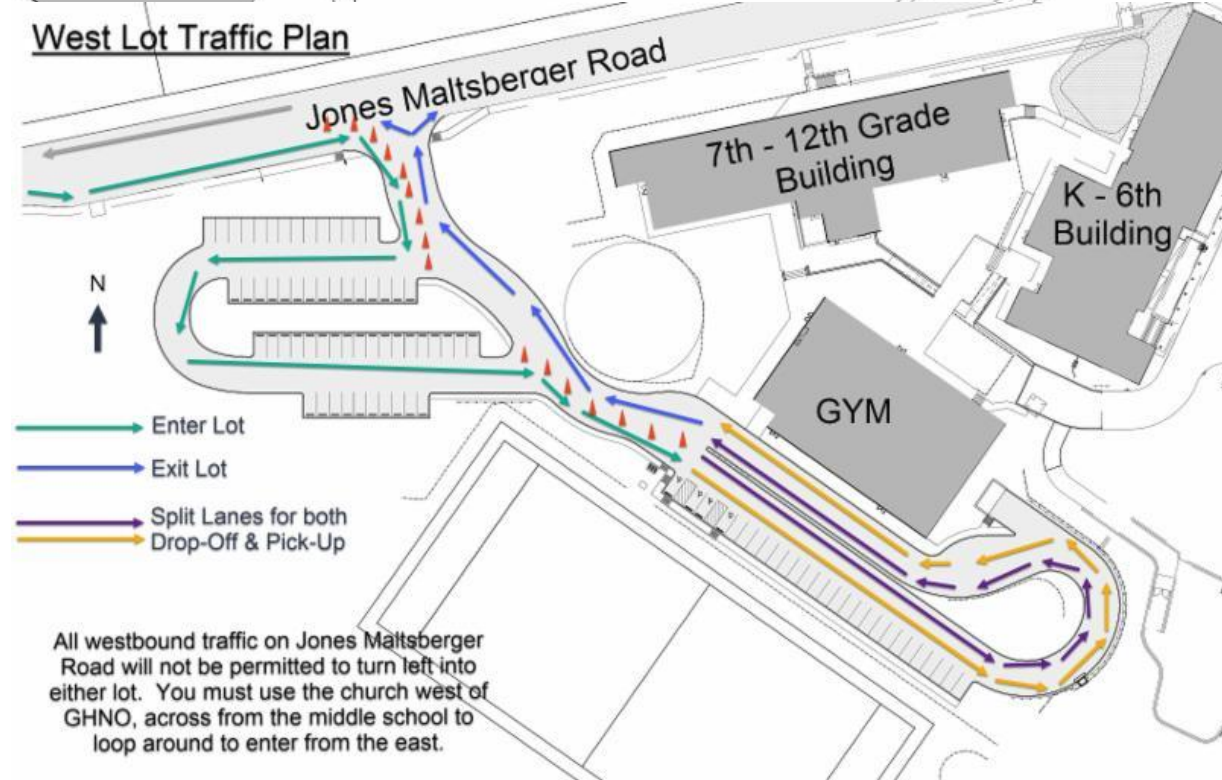 West Lot Traffic Plan
Jones Maltsberger Road
7th - 12th Grade
Building
K - 6th
Building
N
GYM
Enter Lot
Exit Lot
Split Lanes for both
Drop-Off & Pick-Up
All westbound traffic on Jones Maltsberger
Road will not be permitted to turn left into
either lot. You must use the church west of
GHNO, across from the middle school to
loop around to enter from the east.